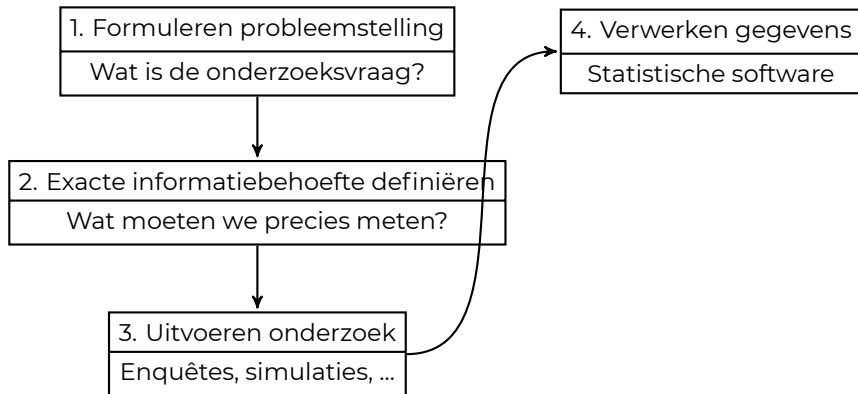 1. Formuleren probleemstelling
Wat is de onderzoeksvraag?
2. Exacte informatiebehoefte definiëren
Wat moeten we precies meten?
3. Uitvoeren onderzoek
Enquêtes, simulaties, ...
4. Verwerken gegevens
Statistische software